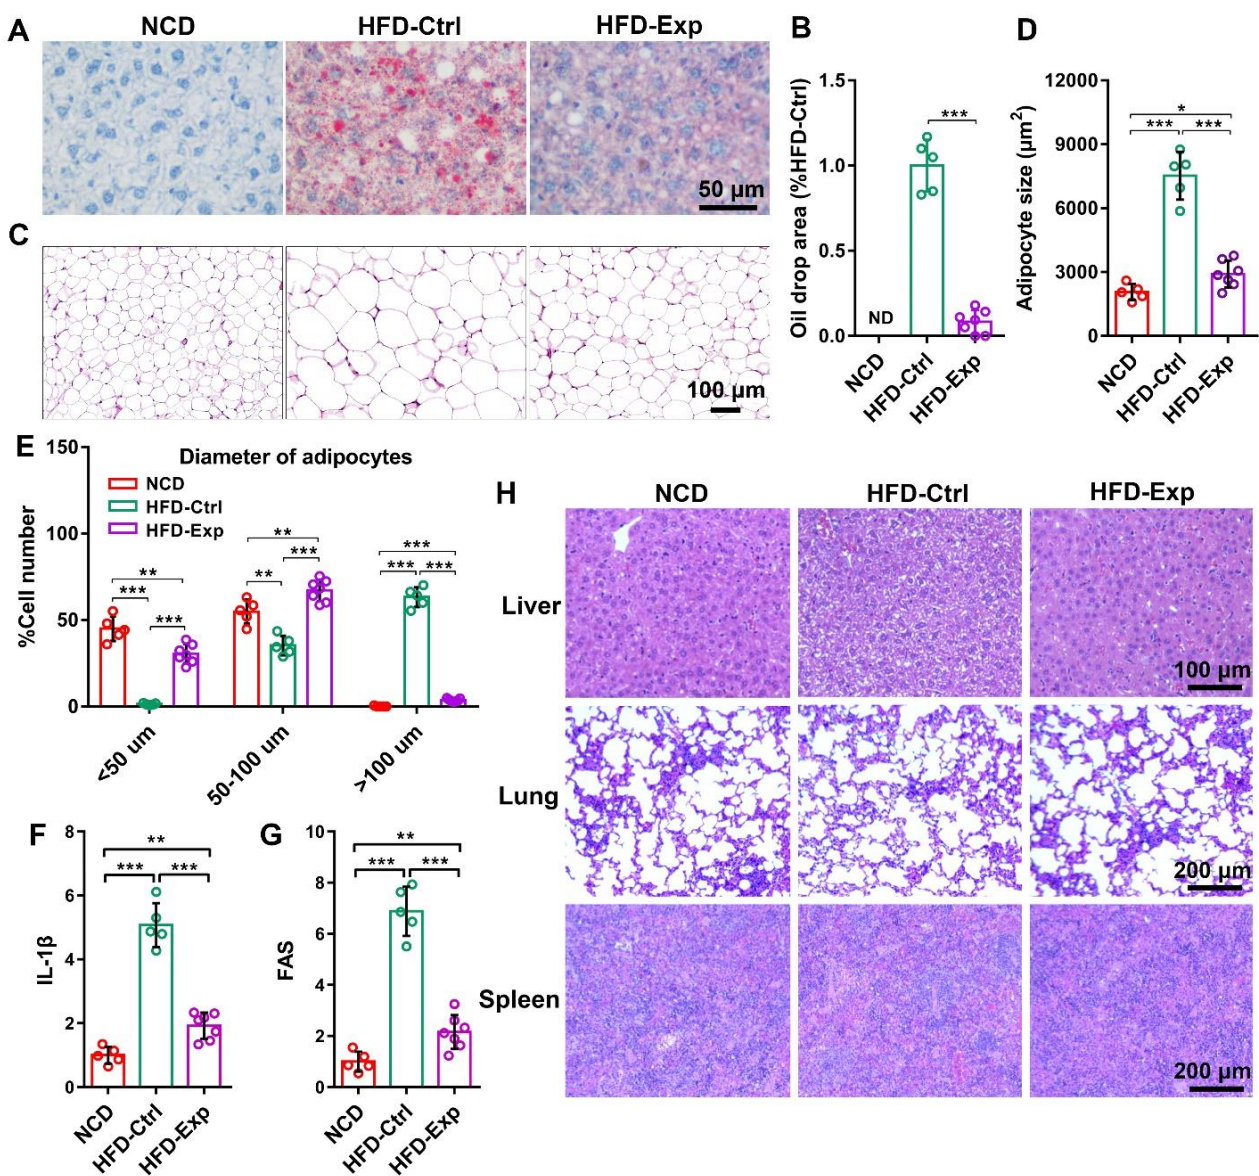 A
NCD
HFD-Ctrl
HFD-Exp
50 µm
B
Oil drop area (%HFD-Ctrl)
1.5
1.0
0.5
0.0
ND
***
NCD
HFD-Ctrl
HFD-Exp
C
100 µm
D
Adipocyte size (µm²)
12000
9000
6000
3000
0
*
*** ***
NCD
HFD-Ctrl
HFD-Exp
E
Diameter of adipocytes
%Cell number
150
100
50
0
NCD
HFD-Ctrl
HFD-Exp
**
***
***
**
***
**
***
*** ***
<50 um
50-100 um
>100 um
F
IL-1β
8
6
4
2
0
**
*** ***
NCD
HFD-Ctrl
HFD-Exp
G
FAS
10
8
6
4
2
0
**
*** ***
NCD
HFD-Ctrl
HFD-Exp
H
NCD
HFD-Ctrl
HFD-Exp
Liver
100 µm
Lung
200 µm
Spleen
200 µm